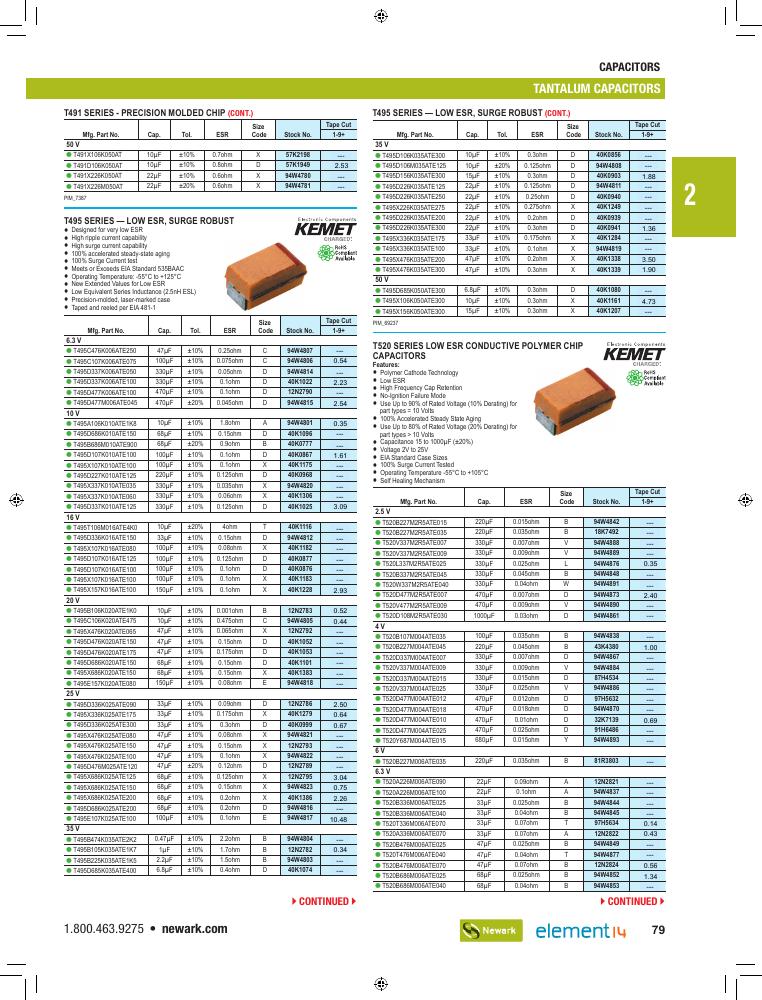 CAPACITORS
TANTALUM CAPACITORS
2
T491 SERIES - PRECISION MOLDED CHIP (CONT.)
Mfg. Part No. Cap. Tol. ESR Size Code Stock No. Tape Cut 1-9+
50 V
T491X106K050AT 10µF ±10% 0.7ohm X 57K2198 ---
T491D106K050AT 10µF ±10% 0.8ohm D 57K1949 2.53
T491X226K050AT 22µF ±10% 0.6ohm X 94W4780 ---
T491X226M050AT 22µF ±20% 0.6ohm X 94W4781 ---
PIM_7387
T495 SERIES — LOW ESR, SURGE ROBUST
Designed for very low ESR
High ripple current capability
High surge current capability
100% accelerated steady-state aging
100% Surge Current test
Meets or Exceeds EIA Standard 535BAAC
Operating Temperature: -55°C to +125°C
New Extended Values for Low ESR
Low Equivalent Series Inductance (2.5nH ESL)
Precision-molded, laser-marked case
Taped and reeled per EIA 481-1
Electronic Components
KEMET
CHARGED.
RoHS
Compliant
Available
Mfg. Part No. Cap. Tol. ESR Size Code Stock No. Tape Cut 1-9+
6.3 V
T495C476K006ATE250 47µF ±10% 0.25ohm C 94W4807 ---
T495C107K006ATE075 100µF ±10% 0.075ohm C 94W4806 0.54
T495D337K006ATE050 330µF ±10% 0.05ohm D 94W4814 ---
T495D337K006ATE100 330µF ±10% 0.1ohm D 40K1022 2.23
T495D477K006ATE100 470µF ±10% 0.1ohm D 12N2790 ---
T495D477M006ATE045 470µF ±20% 0.045ohm D 94W4815 2.54
10 V
T495A106K010ATE1K8 10µF ±10% 1.8ohm A 94W4801 0.35
T495D686K010ATE150 68µF ±10% 0.15ohm D 40K1096 ---
T495B686M010ATE900 68µF ±20% 0.9ohm B 40K0777 ---
T495D107K010ATE100 100µF ±10% 0.1ohm D 40K0867 1.61
T495X107K010ATE100 100µF ±10% 0.1ohm X 40K1175 ---
T495D227K010ATE125 220µF ±10% 0.125ohm D 40K0968 ---
T495X337K010ATE035 330µF ±10% 0.035ohm X 94W4820 ---
T495X337K010ATE060 330µF ±10% 0.06ohm X 40K1306 ---
T495D337K010ATE125 330µF ±10% 0.125ohm D 40K1025 3.09
16 V
T495T106M016ATE4K0 10µF ±20% 4ohm T 40K1116 ---
T495D336K016ATE150 33µF ±10% 0.15ohm D 94W4812 ---
T495X107K016ATE080 100µF ±10% 0.08ohm X 40K1182 ---
T495D107K016ATE125 100µF ±10% 0.125ohm D 40K0877 ---
T495D107K016ATE100 100µF ±10% 0.1ohm D 40K0876 ---
T495X107K016ATE100 100µF ±10% 0.1ohm X 40K1183 ---
T495X157K016ATE100 150µF ±10% 0.1ohm X 40K1228 2.93
20 V
T495B106K020ATE1K0 10µF ±10% 0.001ohm B 12N2783 0.52
T495C106K020ATE475 10µF ±10% 0.475ohm C 94W4805 0.44
T495X476K020ATE065 47µF ±10% 0.065ohm X 12N2792 ---
T495D476K020ATE150 47µF ±10% 0.15ohm D 40K1052 ---
T495D476K020ATE175 47µF ±10% 0.175ohm D 40K1053 ---
T495D686K020ATE150 68µF ±10% 0.15ohm D 40K1101 ---
T495X686K020ATE150 68µF ±10% 0.15ohm X 40K1383 ---
T495E157K020ATE080 150µF ±10% 0.08ohm E 94W4818 ---
25 V
T495D336K025ATE090 33µF ±10% 0.09ohm D 12N2786 2.50
T495X336K025ATE175 33µF ±10% 0.175ohm X 40K1279 0.64
T495D336K025ATE300 33µF ±10% 0.3ohm D 40K0999 0.67
T495X476K025ATE080 47µF ±10% 0.08ohm X 94W4821 ---
T495X476K025ATE150 47µF ±10% 0.15ohm X 12N2793 ---
T495X476K025ATE100 47µF ±10% 0.1ohm X 94W4822 ---
T495D476M025ATE120 47µF ±20% 0.12ohm D 12N2789 ---
T495X686K025ATE125 68µF ±10% 0.125ohm X 12N2795 3.04
T495X686K025ATE150 68µF ±10% 0.15ohm X 94W4823 0.75
T495X686K025ATE200 68µF ±10% 0.2ohm X 40K1386 2.26
T495D686K025ATE200 68µF ±10% 0.2ohm D 94W4816 ---
T495E107K025ATE100 100µF ±10% 0.1ohm E 94W4817 10.48
35 V
T495B474K035ATE2K2 0.47µF ±10% 2.2ohm B 94W4804 ---
T495B105K035ATE1K7 1µF ±10% 1.7ohm B 12N2782 0.34
T495B225K035ATE1K5 2.2µF ±10% 1.5ohm B 94W4803 ---
T495D685K035ATE400 6.8µF ±10% 0.4ohm D 40K1074 ---
CONTINUED
T495 SERIES — LOW ESR, SURGE ROBUST (CONT.)
Mfg. Part No. Cap. Tol. ESR Size Code Stock No. Tape Cut 1-9+
35 V
T495D106K035ATE300 10µF ±10% 0.3ohm D 40K0856 ---
T495D106M035ATE125 10µF ±20% 0.125ohm D 94W4808 ---
T495D156K035ATE300 15µF ±10% 0.3ohm D 40K0903 1.88
T495D226K035ATE125 22µF ±10% 0.125ohm D 94W4811 ---
T495D226K035ATE250 22µF ±10% 0.25ohm D 40K0940 ---
T495X226K035ATE275 22µF ±10% 0.275ohm X 40K1249 ---
T495D226K035ATE200 22µF ±10% 0.2ohm D 40K0939 ---
T495D226K035ATE300 22µF ±10% 0.3ohm D 40K0941 1.36
T495X336K035ATE175 33µF ±10% 0.175ohm X 40K1284 ---
T495X336K035ATE100 33µF ±10% 0.1ohm X 94W4819 ---
T495X476K035ATE200 47µF ±10% 0.2ohm X 40K1338 3.50
T495X476K035ATE300 47µF ±10% 0.3ohm X 40K1339 1.90
50 V
T495D685K050ATE300 6.8µF ±10% 0.3ohm D 40K1080 ---
T495X106K050ATE300 10µF ±10% 0.3ohm X 40K1161 4.73
T495X156K050ATE300 15µF ±10% 0.3ohm X 40K1207 ---
PIM_69237
T520 SERIES LOW ESR CONDUCTIVE POLYMER CHIP
CAPACITORS
Features:
Polymer Cathode Technology
Low ESR
High Frequency Cap Retention
No-Ignition Failure Mode
Use Up to 90% of Rated Voltage (10% Derating) for
part types = 10 Volts
100% Accelerated Steady State Aging
Use Up to 80% of Rated Voltage (20% Derating) for
part types > 10 Volts
Capacitance 15 to 1000µF (±20%)
Voltage 2V to 25V
EIA Standard Case Sizes
100% Surge Current Tested
Operating Temperature -55°C to +105°C
Self Healing Mechanism
Electronic Components
KEMET
CHARGED.
RoHS
Compliant
Available
Mfg. Part No. Cap. ESR Size Code Stock No. Tape Cut 1-9+
2.5 V
T520B227M2R5ATE015 220µF 0.015ohm B 94W4842 ---
T520B227M2R5ATE035 220µF 0.035ohm B 18K7492 ---
T520V337M2R5ATE007 330µF 0.007ohm V 94W4888 ---
T520V337M2R5ATE009 330µF 0.009ohm V 94W4889 ---
T520L337M2R5ATE025 330µF 0.025ohm L 94W4876 0.35
T520B337M2R5ATE045 330µF 0.045ohm B 94W4848 ---
T520W337M2R5ATE040 330µF 0.04ohm W 94W4891 ---
T520D477M2R5ATE007 470µF 0.007ohm D 94W4873 2.40
T520V477M2R5ATE009 470µF 0.009ohm V 94W4890 ---
T520D108M2R5ATE030 1000µF 0.03ohm D 94W4861 ---
4 V
T520B107M004ATE035 100µF 0.035ohm B 94W4838 ---
T520B227M004ATE045 220µF 0.045ohm B 43K4380 1.00
T520D337M004ATE007 330µF 0.007ohm D 94W4867 ---
T520V337M004ATE009 330µF 0.009ohm V 94W4884 ---
T520D337M004ATE015 330µF 0.015ohm D 87H4534 ---
T520V337M004ATE025 330µF 0.025ohm V 94W4886 ---
T520D477M004ATE012 470µF 0.012ohm D 97H5632 ---
T520D477M004ATE018 470µF 0.018ohm D 94W4870 ---
T520D477M004ATE010 470µF 0.01ohm D 32K7139 0.69
T520D477M004ATE025 470µF 0.025ohm D 91H6486 ---
T520Y687M004ATE015 680µF 0.015ohm Y 94W4893 ---
6 V
T520B227M006ATE035 220µF 0.035ohm B 81R3803 ---
6.3 V
T520A226M006ATE090 22µF 0.09ohm A 12N2821 ---
T520A226M006ATE100 22µF 0.1ohm A 94W4837 ---
T520B336M006ATE025 33µF 0.025ohm B 94W4844 ---
T520B336M006ATE040 33µF 0.04ohm B 94W4845 ---
T520T336M006ATE070 33µF 0.07ohm T 97H5634 0.14
T520A336M006ATE070 33µF 0.07ohm A 12N2822 0.43
T520B476M006ATE025 47µF 0.025ohm B 94W4849 ---
T520T476M006ATE040 47µF 0.04ohm T 94W4877 ---
T520B476M006ATE070 47µF 0.07ohm B 12N2824 0.56
T520B686M006ATE025 68µF 0.025ohm B 94W4852 1.34
T520B686M006ATE040 68µF 0.04ohm B 94W4853 ---
CONTINUED
1.800.463.9275 • newark.com
Newark
element14
79